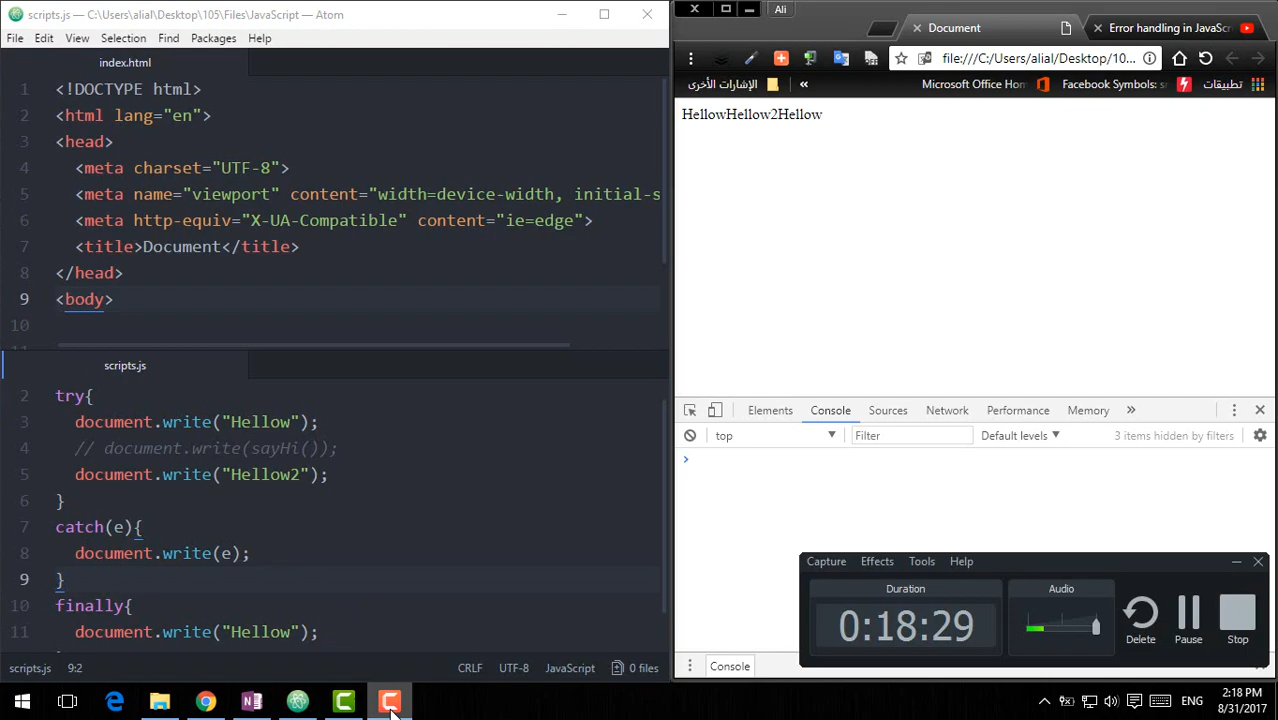 scripts.js — C:\Users\alial\Desktop\105\Files\JavaScript — Atom
File Edit View Selection Find Packages Help
index.html
1 <!DOCTYPE html>
2 <html lang="en">
3 <head>
4 <meta charset="UTF-8">
5 <meta name="viewport" content="width=device-width, initial-s
6 <meta http-equiv="X-UA-Compatible" content="ie=edge">
7 <title>Document</title>
8 </head>
9 <body>
10
scripts.js
2 try{
3 document.write("Hellow");
4 // document.write(sayHi());
5 document.write("Hellow2");
6 }
7 catch(e){
8 document.write(e);
9 }
10 finally{
11 document.write("Hellow");
scripts.js 9:2 CRLF UTF-8 JavaScript 0 files
Ali
Document Error handling in JavaSc
file:///C:/Users/alial/Desktop/10...
الإشارات الأخرى » Microsoft Office Hom Facebook Symbols: تطبيقات
HellowHellow2Hellow
Elements Console Sources Network Performance Memory »
top Filter Default levels 3 items hidden by filters
>
Capture Effects Tools Help
Duration Audio
0:18:29
Delete Pause Stop
Console
ENG 2:18 PM
8/31/2017